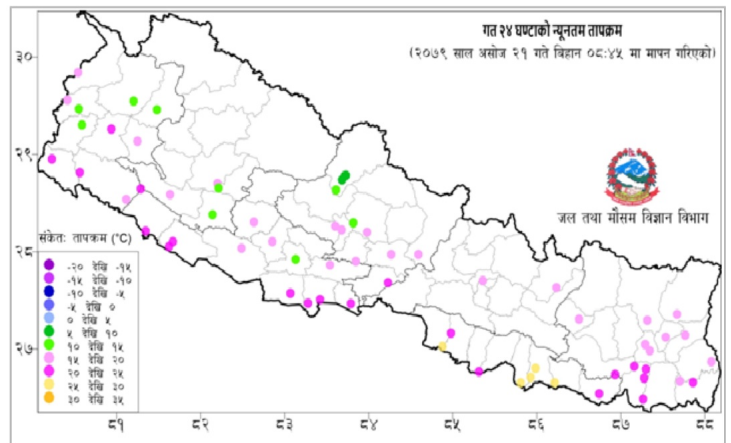 गत २४ घण्टाको न्यूनतम तापक्रम
(२०७९ साल असोज २१ गते बिहान ०८:४५ मा मापन गरिएको)
जल तथा मौसम विज्ञान विभाग
संकेतः तापक्रम (°C)
-२० देखि -१५
-१५ देखि -१०
-१० देखि -५
-५ देखि ०
० देखि ५
५ देखि १०
१० देखि १५
१५ देखि २०
२० देखि २५
२५ देखि ३०
३० देखि ३५
३०
२९
२८
२७
८१
८२
८३
८४
८५
८६
८७
८८